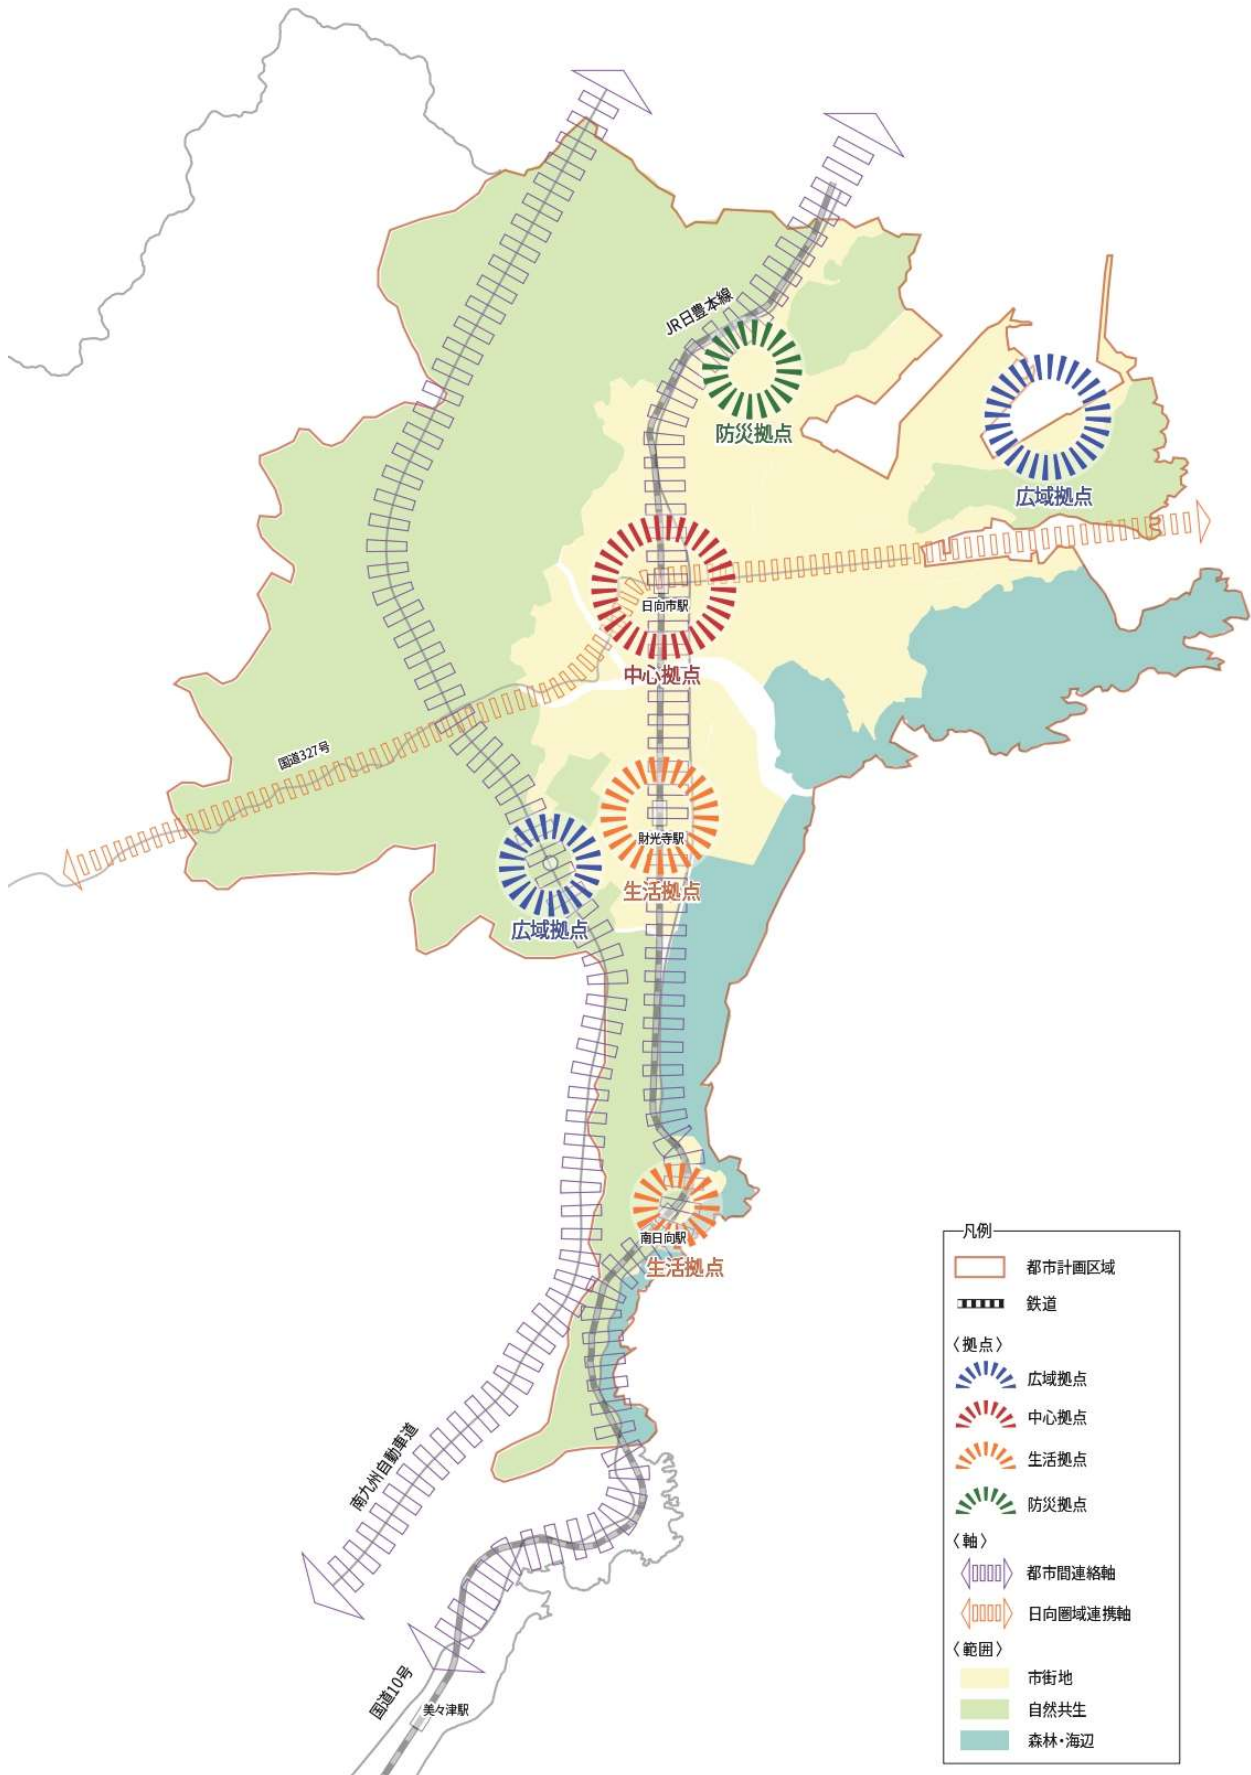 JR日豊本線
防災拠点
広域拠点
日向市駅
中心拠点
国道327号
財光寺駅
生活拠点
広域拠点
南日向駅
生活拠点
南九州自動車道
国道10号
美々津駅
凡例
都市計画区域
鉄道
〈拠点〉
広域拠点
中心拠点
生活拠点
防災拠点
〈軸〉
都市間連絡軸
日向圏域連携軸
〈範囲〉
市街地
自然共生
森林・海辺